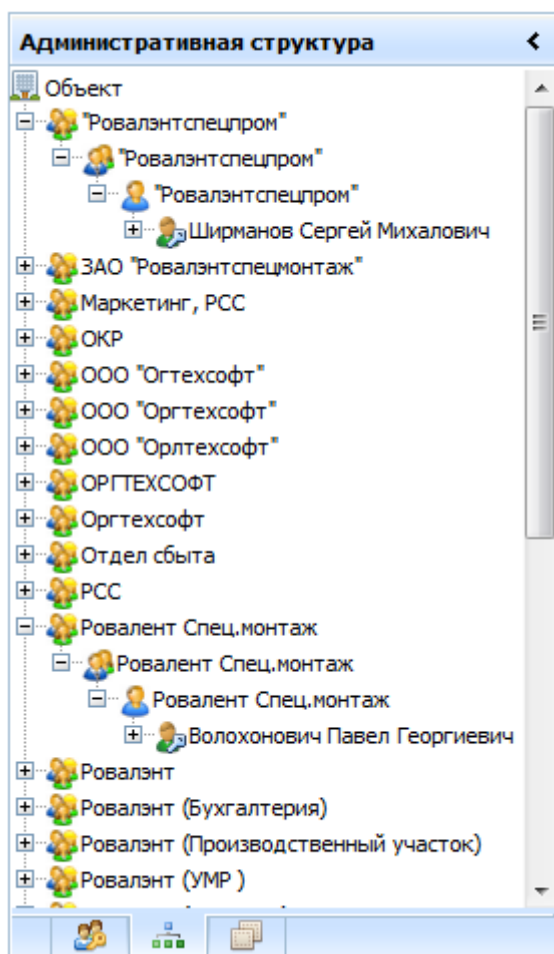 Административная структура
Объект
"Ровалэнтспецпром"
"Ровалэнтспецпром"
"Ровалэнтспецпром"
Ширманов Сергей Михалович
ЗАО "Ровалэнтспецмонтаж"
Маркетинг, РСС
ОКР
ООО "Огтехсофт"
ООО "Оргтехсофт"
ООО "Орлтехсофт"
ОРГТЕХСОФТ
Оргтехсофт
Отдел сбыта
РСС
Ровалент Спец.монтаж
Ровалент Спец.монтаж
Ровалент Спец.монтаж
Волохонович Павел Георгиевич
Ровалэнт
Ровалэнт (Бухгалтерия)
Ровалэнт (Производственный участок)
Ровалэнт (УМР )